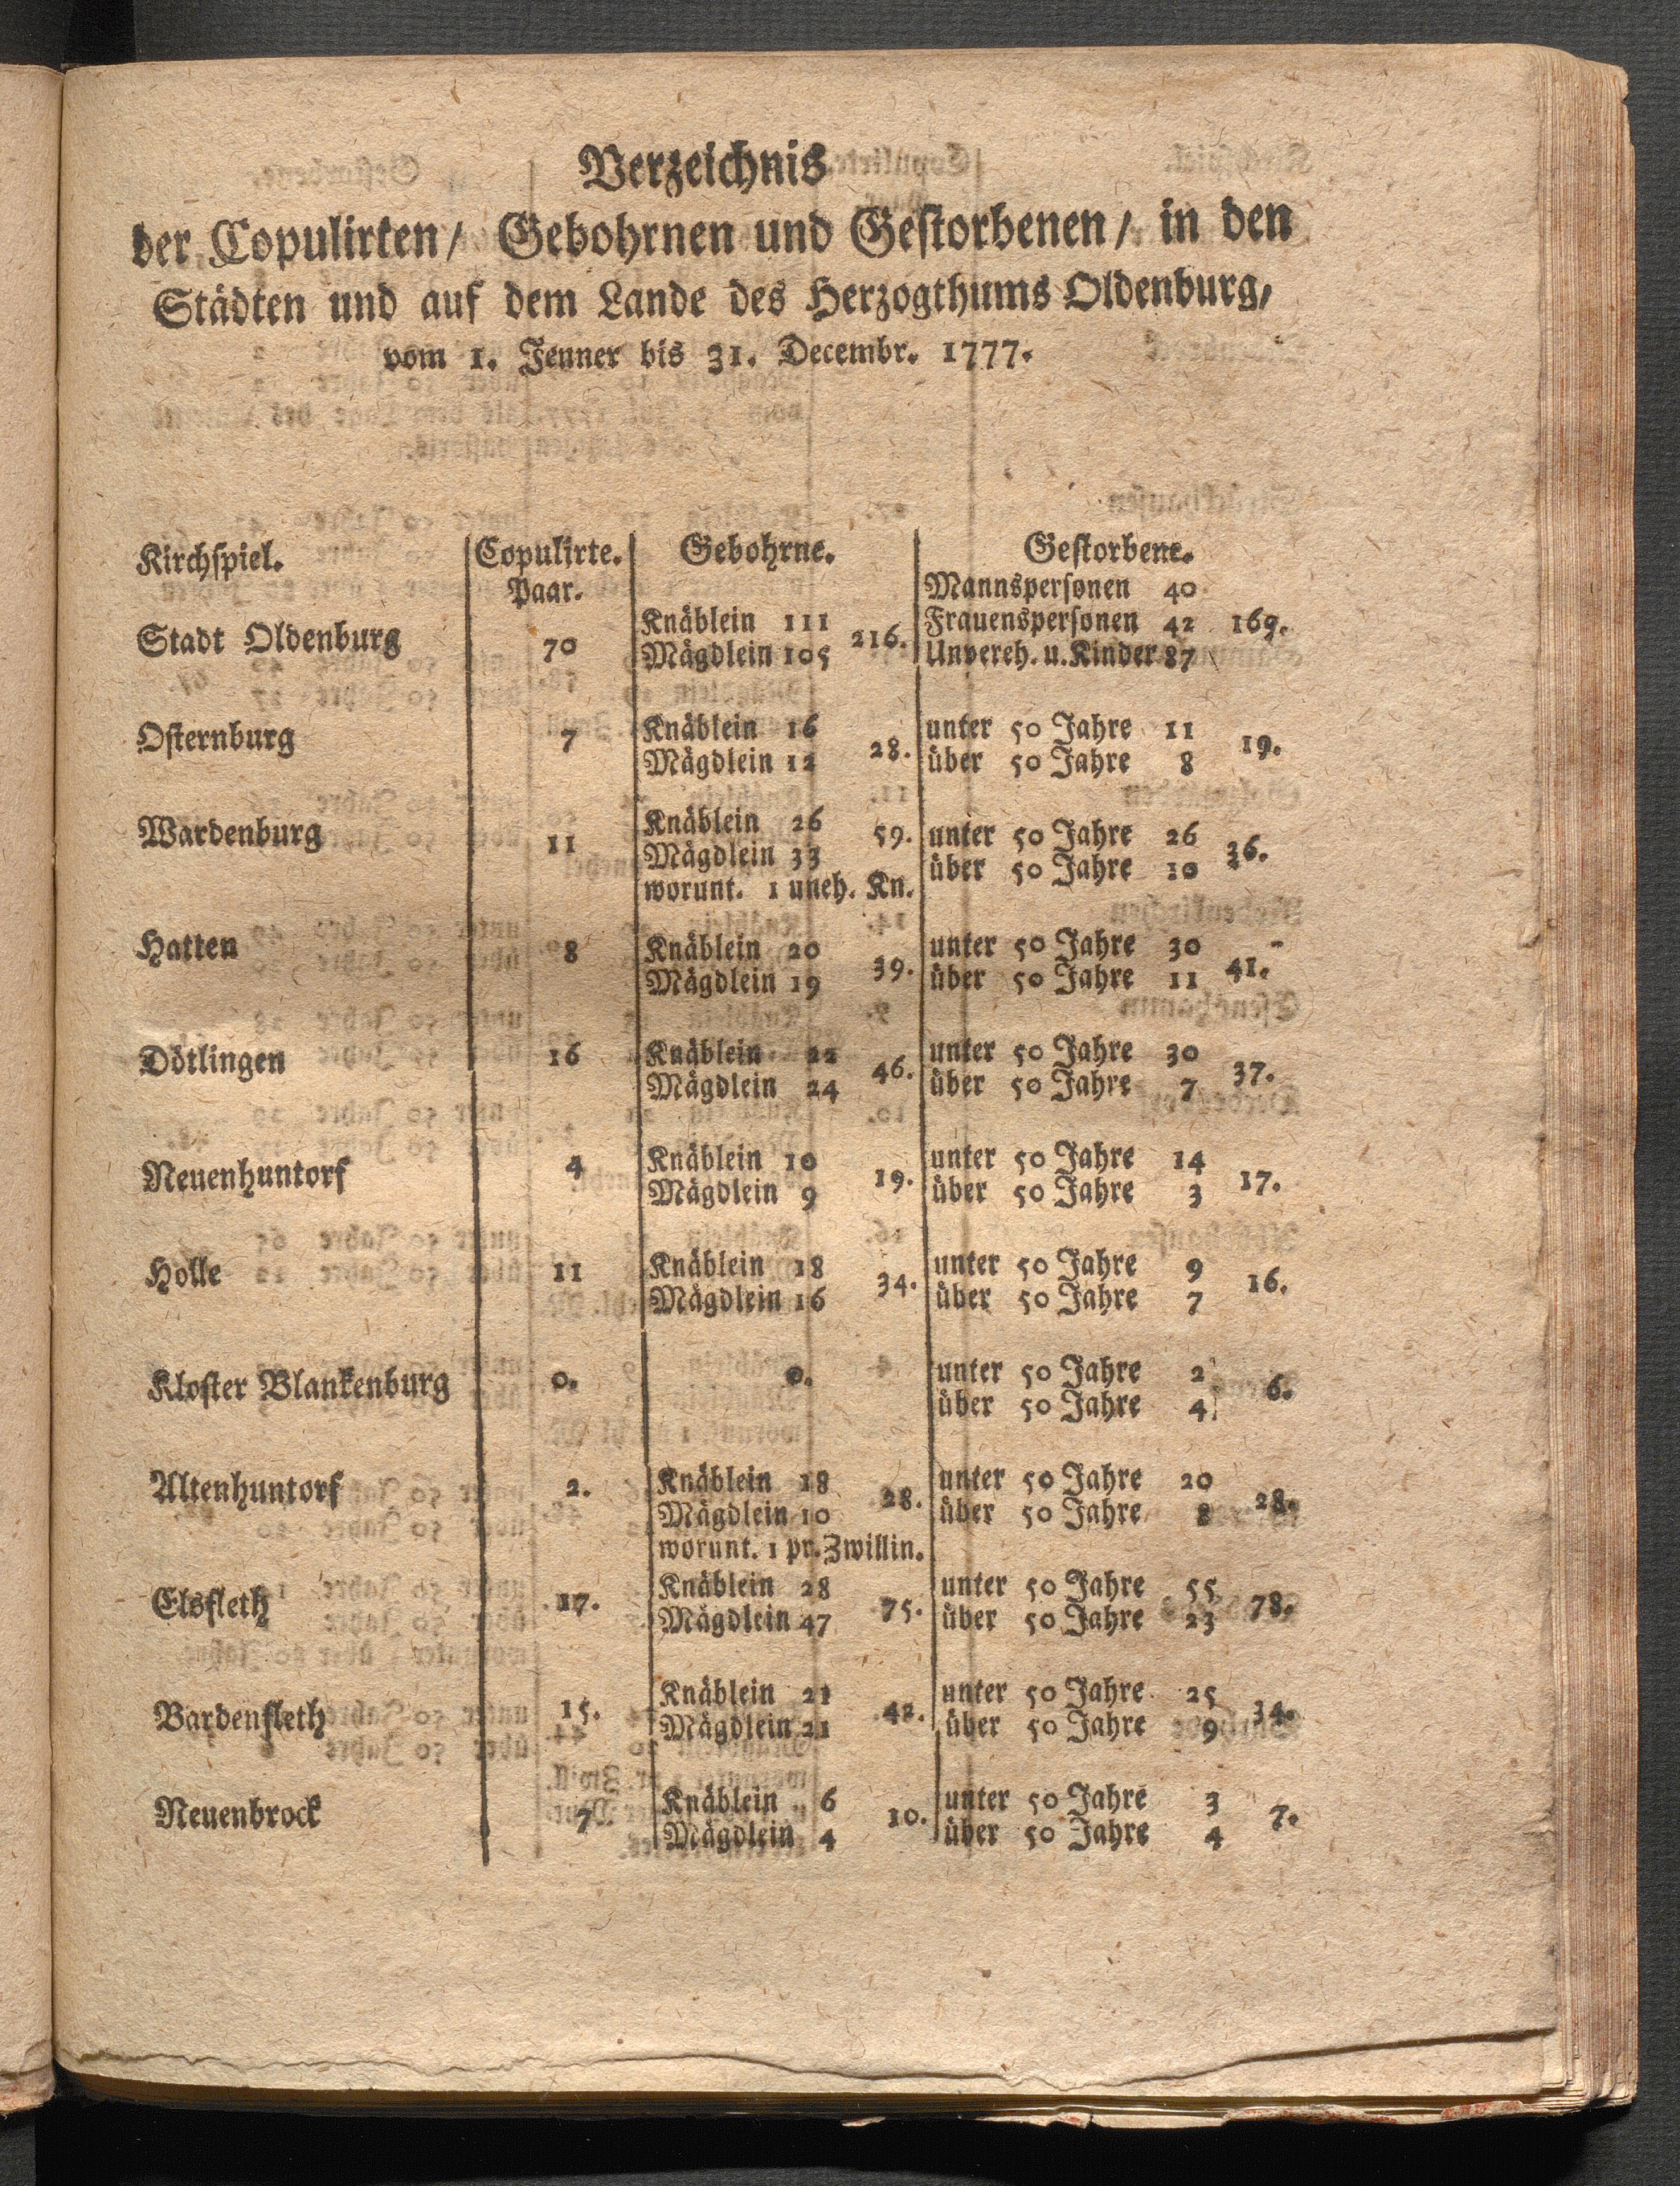 Verzeichnis
der Copulirten/ Gebohrnen und Gestorbenen/ in den
Städten und auf dem Lande des Herzogthums Oldenburg,
vom 1. Jenner bis 31. Decembr. 1777.
Kirchspiel. Copulirte. Gebohrne. Gestorbene.
Paar. Mannspersonen 40
Knäblein 111 Frauenspersonen 42 169.
Stadt Oldenburg 70 Mägdlein 105 216. Unvereh. u. Kinder 87
Osternburg 7 Knäblein 16 unter 50 Jahre 11
Mägdlein 12 28. über 50 Jahre 8 19.
Wardenburg 11 Knäblein 26 59. unter 50 Jahre 26
Mägdlein 33 über 50 Jahre 10 36.
worunt. 1 uneh. Kn.
Hatten 8 Knäblein 20 unter 50 Jahre 30
Mägdlein 19 39. über 50 Jahre 11 41.
Dötlingen 16 Knäblein 22 unter 50 Jahre 30
Mägdlein 24 46. über 50 Jahre 7 37.
Neuenhuntorf 4 Knäblein 10 unter 50 Jahre 14
Mägdlein 9 19. über 50 Jahre 3 17.
Holle 11 Knäblein 18 unter 50 Jahre 9
Mägdlein 16 34. über 50 Jahre 7 16.
Kloster Blankenburg 0. 0. unter 50 Jahre 2
über 50 Jahre 4 6.
Altenhuntorf 2. Knäblein 18 unter 50 Jahre 20
Mägdlein 10 28. über 50 Jahre 8 28.
worunt. 1 pr. Zwillin.
Elsfleth 17. Knäblein 28 unter 50 Jahre 55
Mägdlein 47 75. über 50 Jahre 23 78.
Bardenfleth 15. Knäblein 21 unter 50 Jahre 25
Mägdlein 21 42. über 50 Jahre 9 34.
Neuenbrock 7 Knäblein 6 unter 50 Jahre 3
Mägdlein 4 10. über 50 Jahre 4 7.